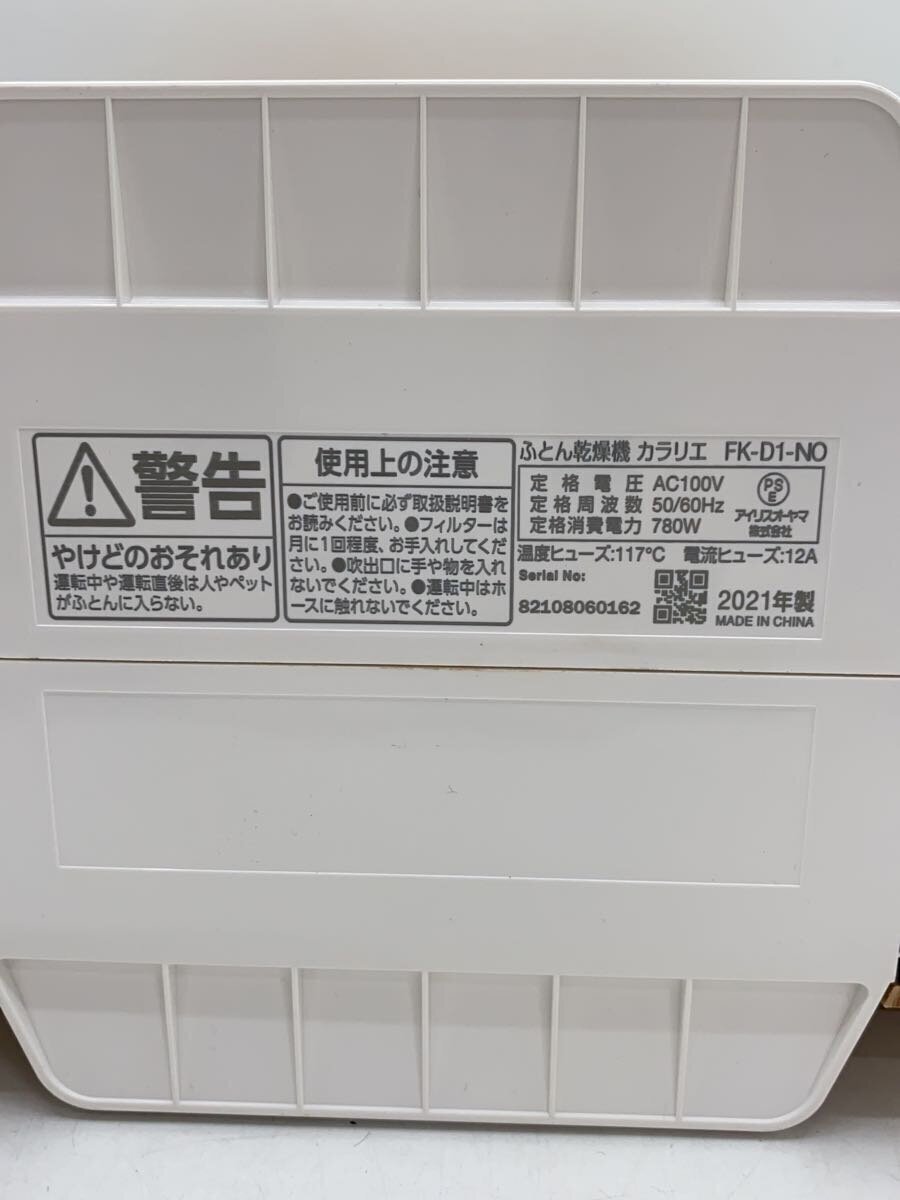 警告
やけどのおそれあり
運転中や運転直後は人やペット
がふとんに入らない。
使用上の注意
●ご使用前に必ず取扱説明書を
お読みください。●フィルターは
月に1回程度、お手入れしてくだ
さい。●吹出口に手や物を入れ
ないでください。●運転中はホ
ースに触れないでください。
ふとん乾燥機 カラリエ FK-D1-NO
定格電圧 AC100V
定格周波数 50/60Hz
定格消費電力 780W
PS
E
アイリスオーヤマ
株式会社
温度ヒューズ:117℃ 電流ヒューズ:12A
Serial No:
82108060162
2021年製
MADE IN CHINA